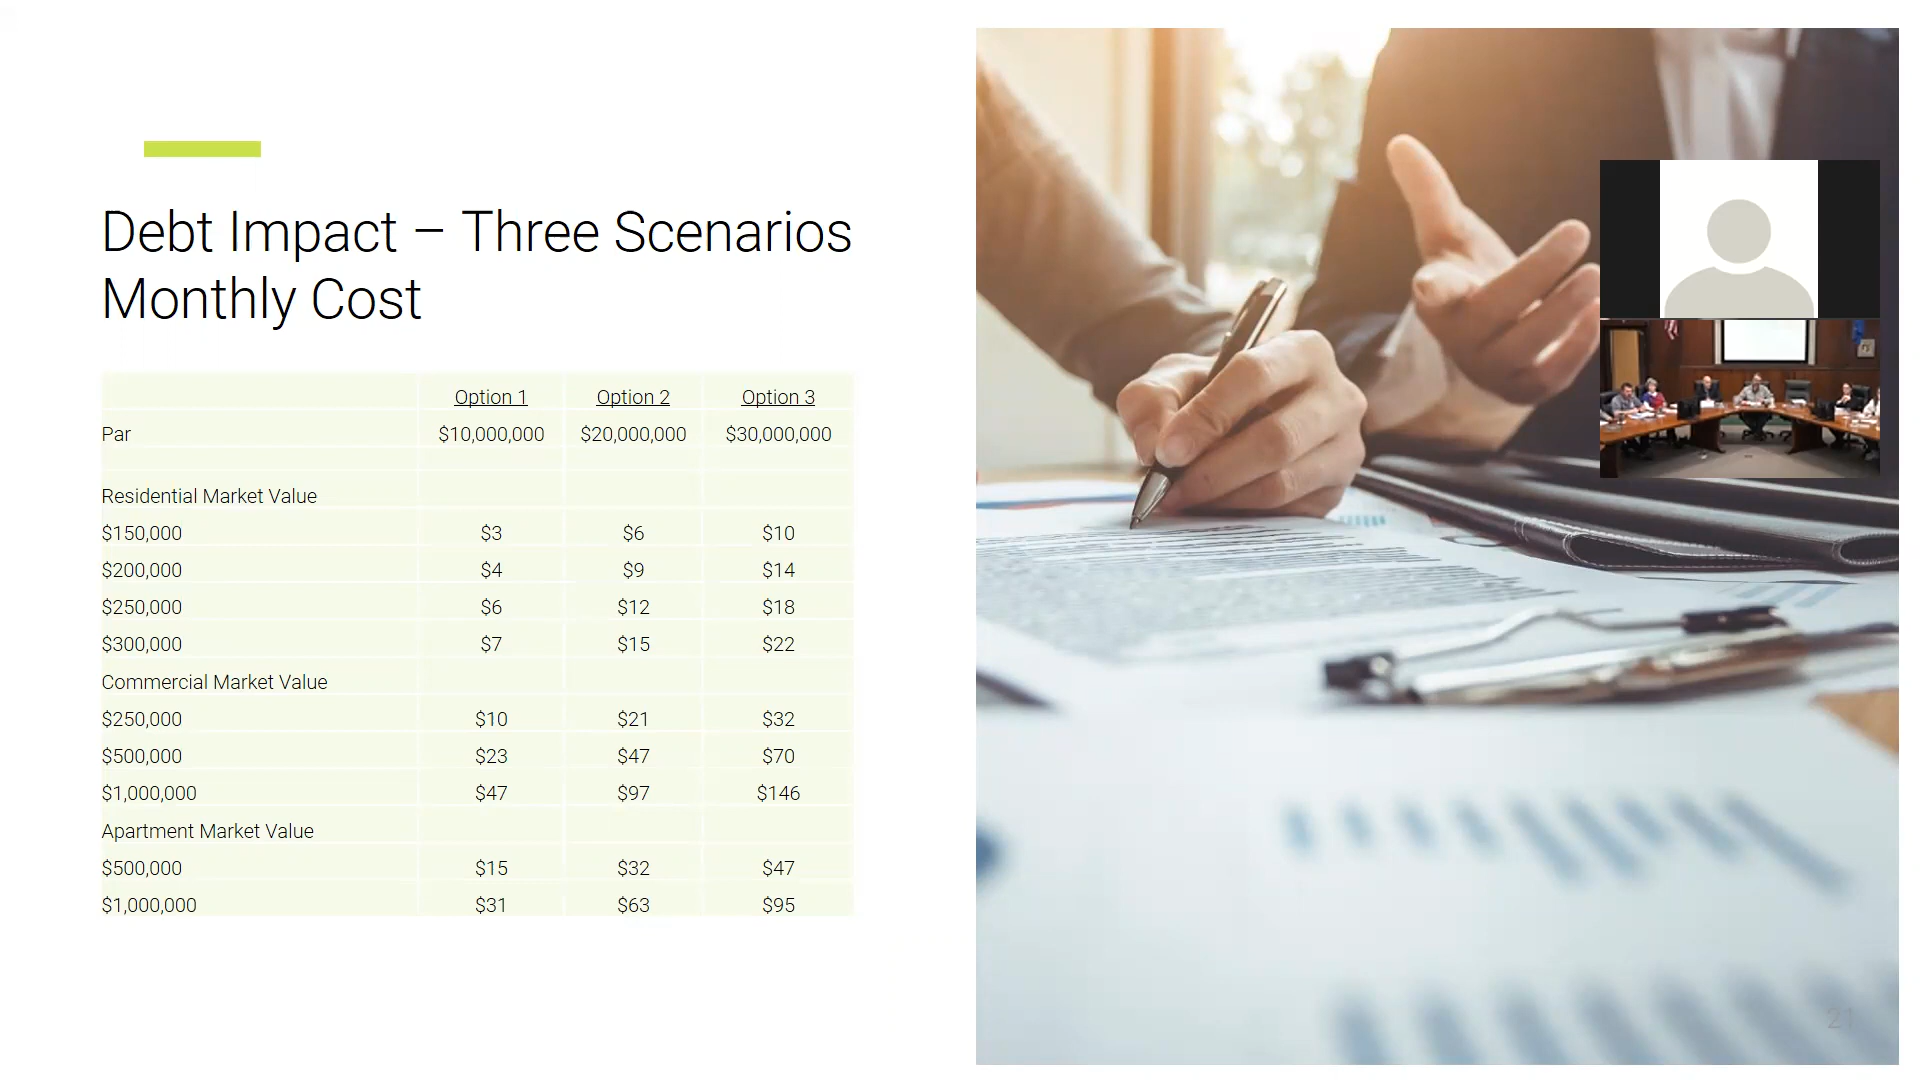 Debt Impact – Three Scenarios
Monthly Cost
Option 1 Option 2 Option 3
Par $10,000,000 $20,000,000 $30,000,000
Residential Market Value
$150,000 $3 $6 $10
$200,000 $4 $9 $14
$250,000 $6 $12 $18
$300,000 $7 $15 $22
Commercial Market Value
$250,000 $10 $21 $32
$500,000 $23 $47 $70
$1,000,000 $47 $97 $146
Apartment Market Value
$500,000 $15 $32 $47
$1,000,000 $31 $63 $95
21